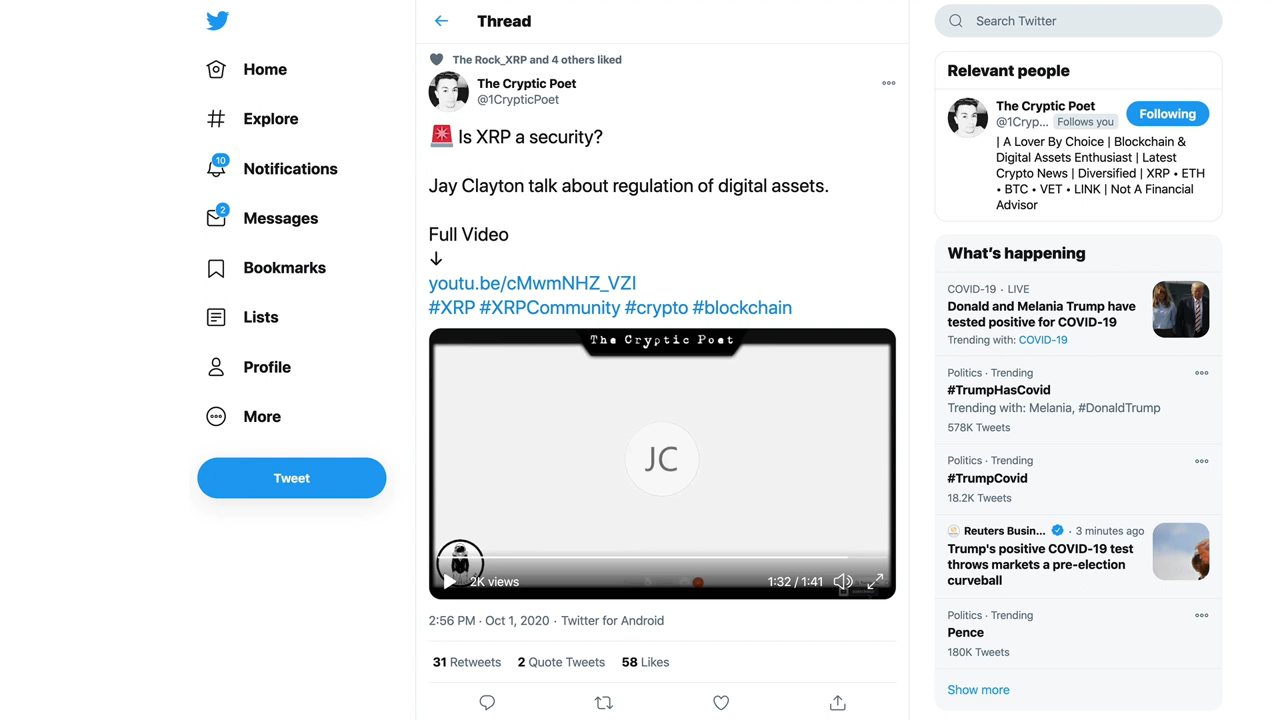 Home
Explore
10
Notifications
2
Messages
Bookmarks
Lists
Profile
More
Tweet
Thread
The Rock_XRP and 4 others liked
The Cryptic Poet
@1CrypticPoet
Is XRP a security?
Jay Clayton talk about regulation of digital assets.
Full Video
↓
youtu.be/cMwmNHZ_VZI
#XRP #XRPCommunity #crypto #blockchain
The Cryptic Poet
JC
2K views
1:32 / 1:41
2:56 PM · Oct 1, 2020 · Twitter for Android
31 Retweets 2 Quote Tweets 58 Likes
Search Twitter
Relevant people
The Cryptic Poet
@1Cryp... Follows you
Following
| A Lover By Choice | Blockchain &
Digital Assets Enthusiast | Latest
Crypto News | Diversified | XRP • ETH
• BTC • VET • LINK | Not A Financial
Advisor
What's happening
COVID-19 · LIVE
Donald and Melania Trump have
tested positive for COVID-19
Trending with: COVID-19
Politics · Trending
#TrumpHasCovid
Trending with: Melania, #DonaldTrump
578K Tweets
Politics · Trending
#TrumpCovid
18.2K Tweets
Reuters Busin... · 3 minutes ago
Trump's positive COVID-19 test
throws markets a pre-election
curveball
Politics · Trending
Pence
180K Tweets
Show more